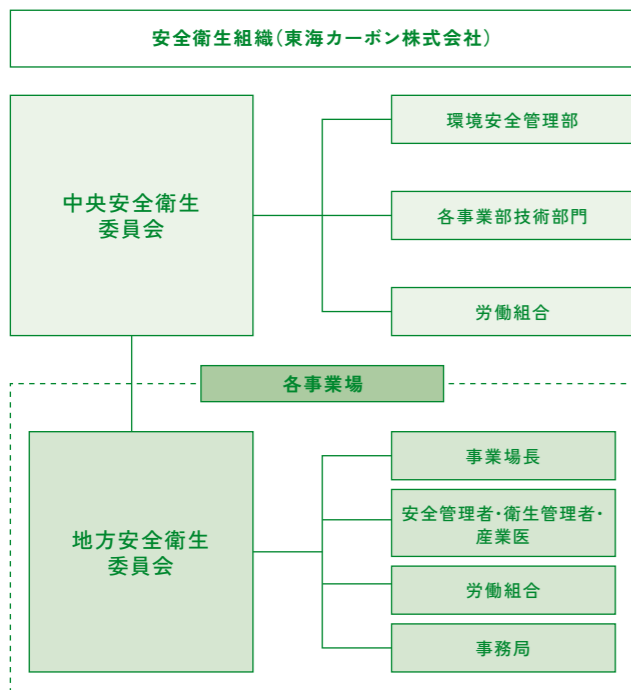 安全衛生組織（東海カーボン株式会社）
中央安全衛生
委員会
環境安全管理部
各事業部技術部門
労働組合
各事業場
地方安全衛生
委員会
事業場長
安全管理者・衛生管理者・
産業医
労働組合
事務局